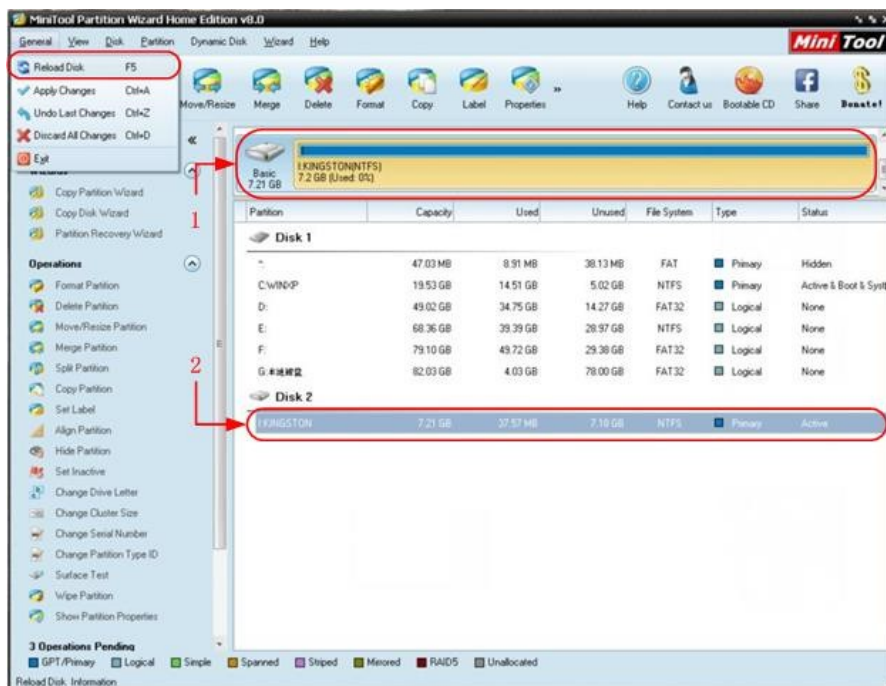 MiniTool Partition Wizard Home Edition v8.0
General View Disk Partition Dynamic Disk Wizard Help
Mini Tool
Reload Disk F5
Apply Changes Ctrl+A
Undo Last Changes Ctrl+Z
Discard All Changes Ctrl+D
Exit
Move/Resize Merge Delete Format Copy Label Properties » Help Contact us Bootable CD Share Donate!
«
Basic
7.21 GB
I:KINGSTON(NTFS)
7.2 GB (Used: 0%)
1
Copy Partition Wizard
Copy Disk Wizard
Partition Recovery Wizard
Operations
Format Partition
Delete Partition
Move/Resize Partition
Merge Partition
Split Partition
Copy Partition
Set Label
Align Partition
Hide Partition
Set Inactive
Change Drive Letter
Change Cluster Size
Change Serial Number
Change Partition Type ID
Surface Test
Wipe Partition
Show Partition Properties
3 Operations Pending
2
Partition Capacity Used Unused File System Type Status
Disk 1
*: 47.03 MB 8.91 MB 38.13 MB FAT Primary Hidden
C:WINXP 19.53 GB 14.51 GB 5.02 GB NTFS Primary Active & Boot & Syst
D: 49.02 GB 34.75 GB 14.27 GB FAT32 Logical None
E: 68.36 GB 39.39 GB 28.97 GB NTFS Logical None
F: 79.10 GB 49.72 GB 29.38 GB FAT32 Logical None
G:本地磁盘 82.03 GB 4.03 GB 78.00 GB FAT32 Logical None
Disk 2
I:KINGSTON 7.21 GB 37.57 MB 7.18 GB NTFS Primary Active
GPT/Primary Logical Simple Spanned Striped Mirrored RAID5 Unallocated
Reload Disk Information